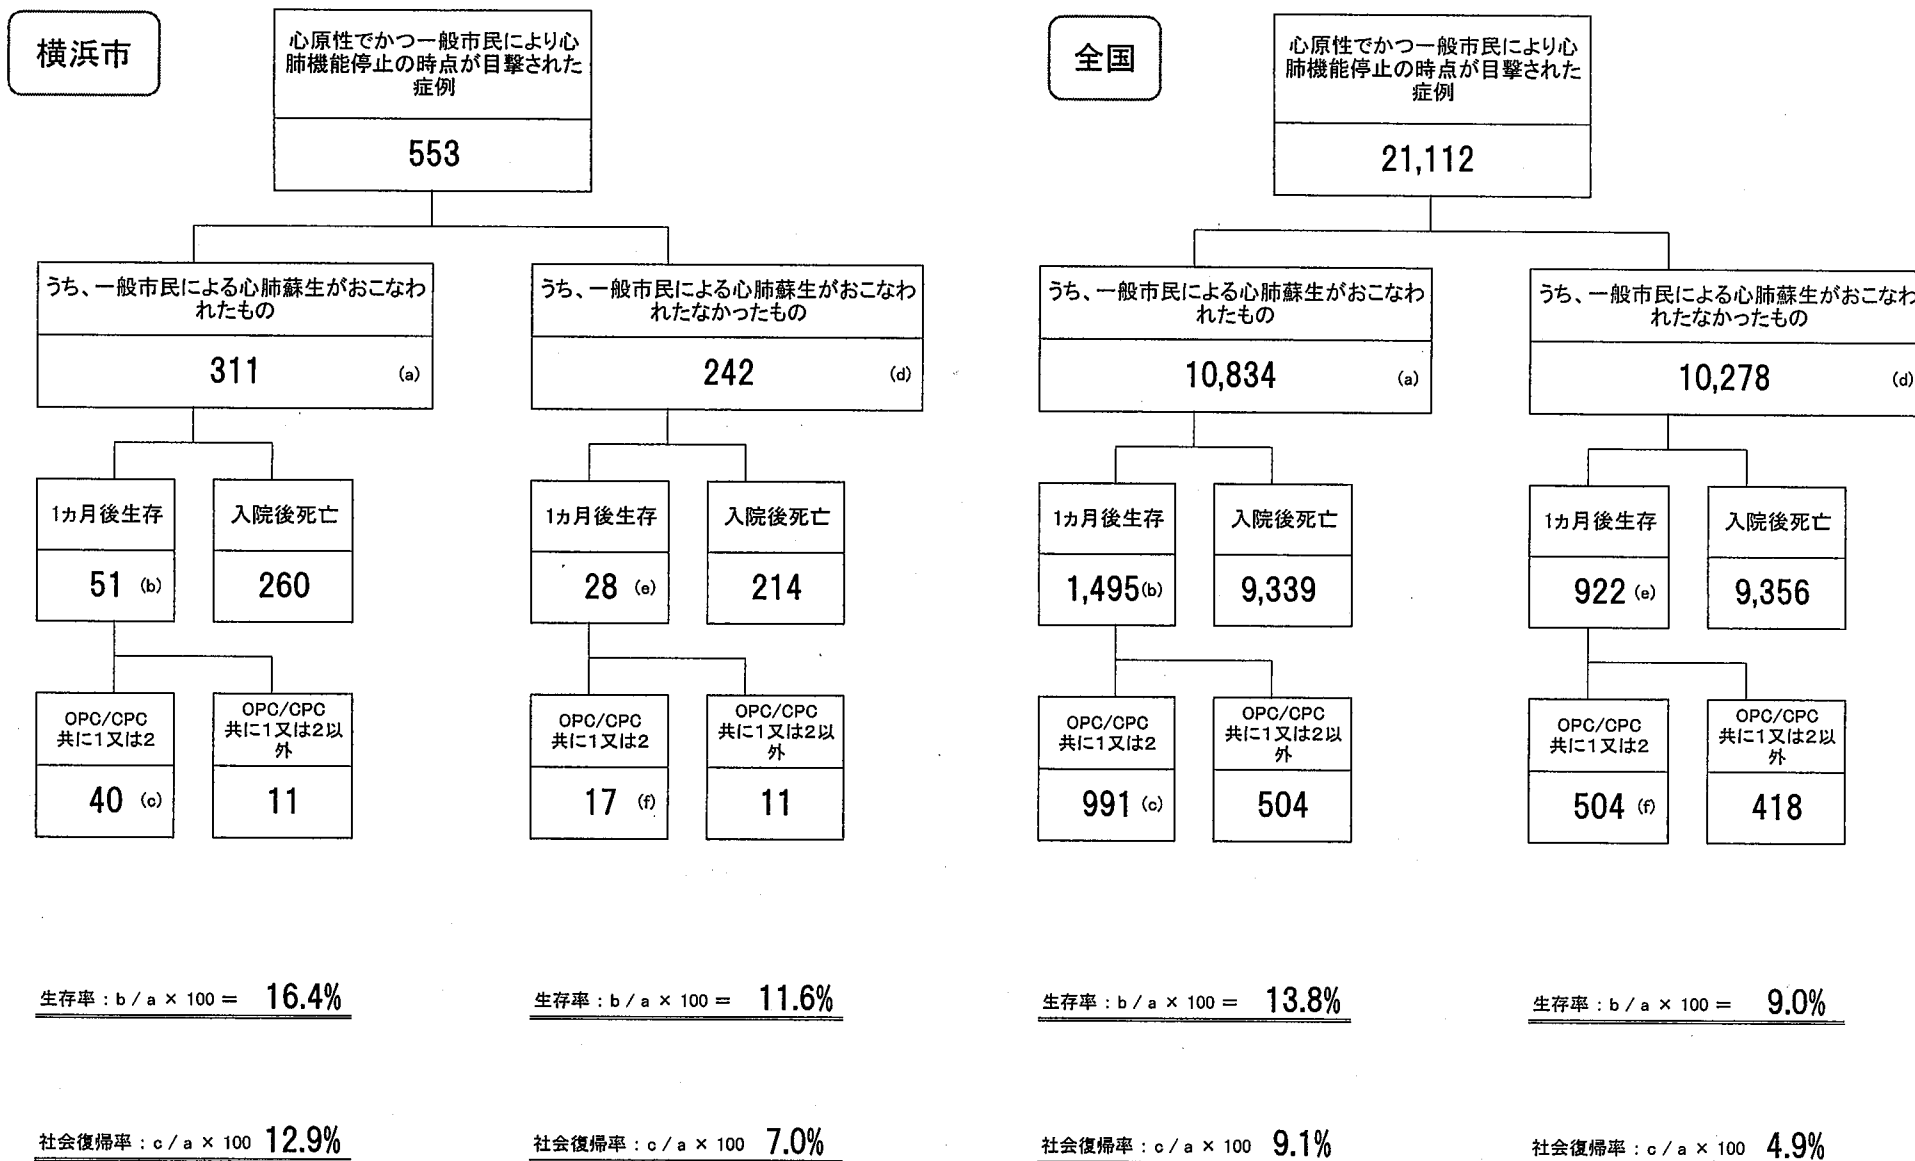 横浜市
心原性でかつ一般市民により心
肺機能停止の時点が目撃された
症例
553
うち、一般市民による心肺蘇生がおこなわ
れたもの
311 (a)
うち、一般市民による心肺蘇生がおこなわ
れたなかったもの
242 (d)
1ヵ月後生存
51 (b)
入院後死亡
260
1ヵ月後生存
28 (e)
入院後死亡
214
OPC/CPC
共に1又は2
40 (c)
OPC/CPC
共に1又は2以
外
11
OPC/CPC
共に1又は2
17 (f)
OPC/CPC
共に1又は2以
外
11
生存率：b / a × 100 = 16.4%
生存率：b / a × 100 = 11.6%
社会復帰率：c / a × 100 12.9%
社会復帰率：c / a × 100 7.0%
全国
心原性でかつ一般市民により心
肺機能停止の時点が目撃された
症例
21,112
うち、一般市民による心肺蘇生がおこなわ
れたもの
10,834 (a)
うち、一般市民による心肺蘇生がおこなわ
れたなかったもの
10,278 (d)
1ヵ月後生存
1,495 (b)
入院後死亡
9,339
1ヵ月後生存
922 (e)
入院後死亡
9,356
OPC/CPC
共に1又は2
991 (c)
OPC/CPC
共に1又は2以
外
504
OPC/CPC
共に1又は2
504 (f)
OPC/CPC
共に1又は2以
外
418
生存率：b / a × 100 = 13.8%
生存率：b / a × 100 = 9.0%
社会復帰率：c / a × 100 9.1%
社会復帰率：c / a × 100 4.9%